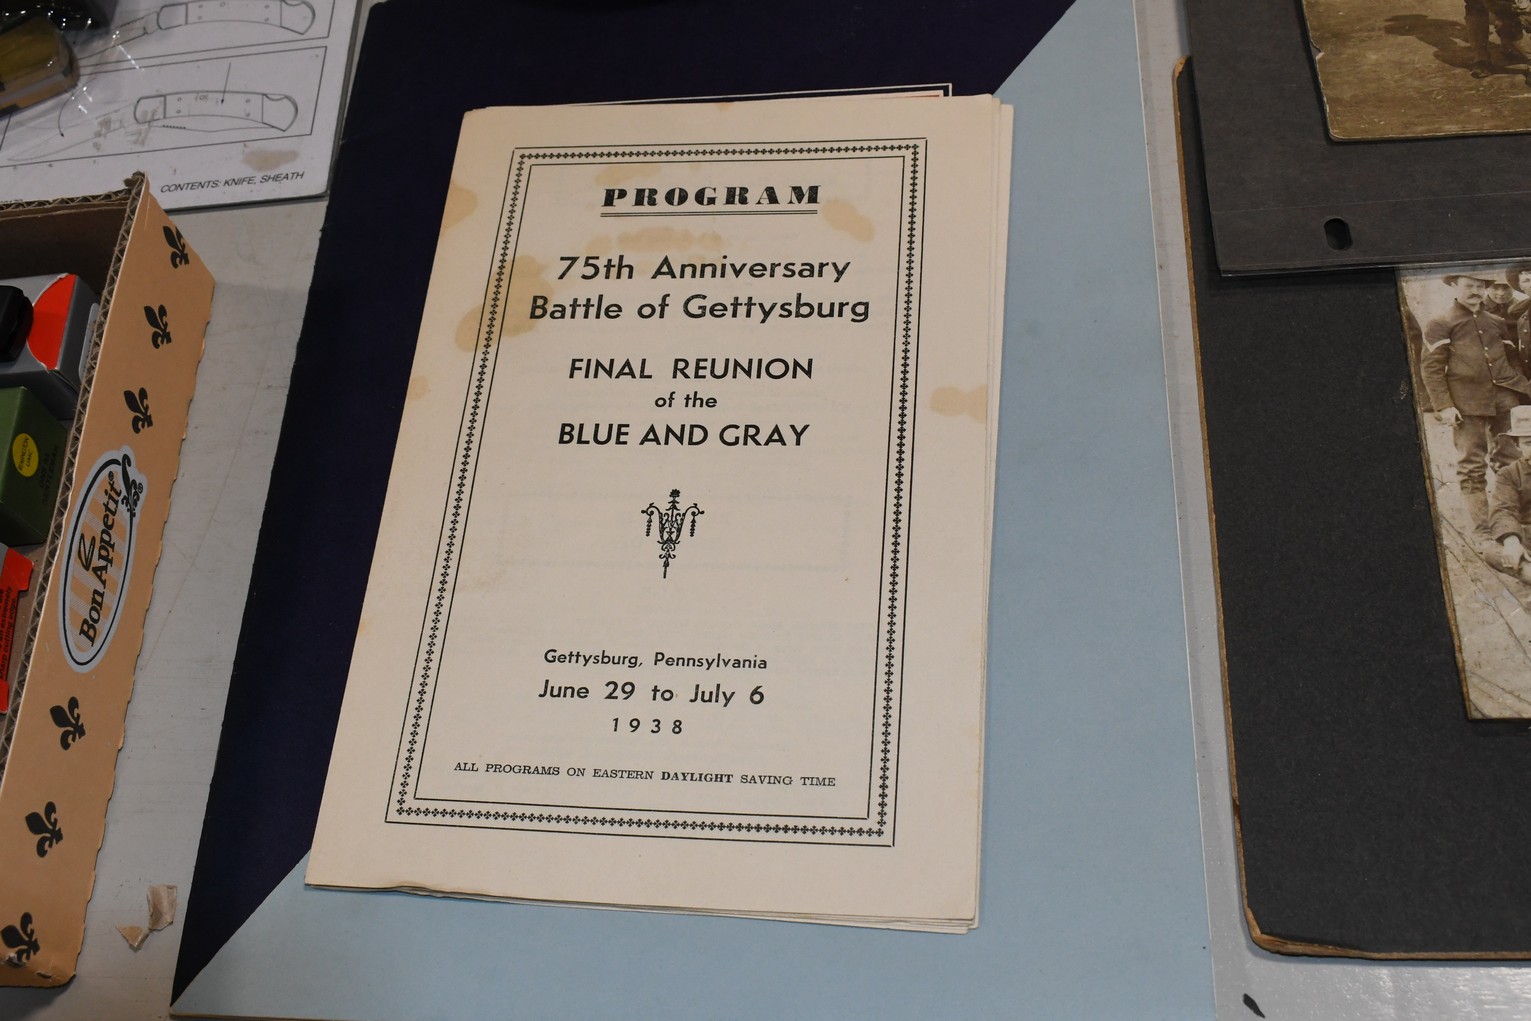 CONTENTS: KNIFE, SHEATH
Bon Appetit
PROGRAM
75th Anniversary
Battle of Gettysburg
FINAL REUNION
of the
BLUE AND GRAY
Gettysburg, Pennsylvania
June 29 to July 6
1938
ALL PROGRAMS ON EASTERN DAYLIGHT SAVING TIME